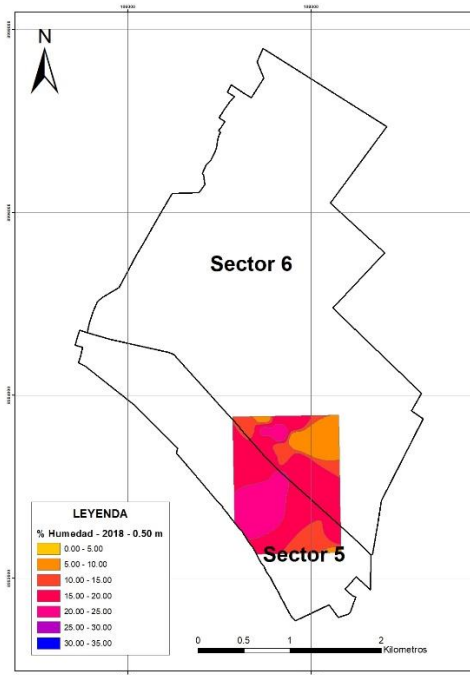 N
Sector 6
LEYENDA
% Humedad - 2018 - 0.50 m
0.00 - 5.00
5.00 - 10.00
10.00 - 15.00
15.00 - 20.00
20.00 - 25.00
25.00 - 30.00
30.00 - 35.00
Sector 5
0 0.5 1 2
Kilometros